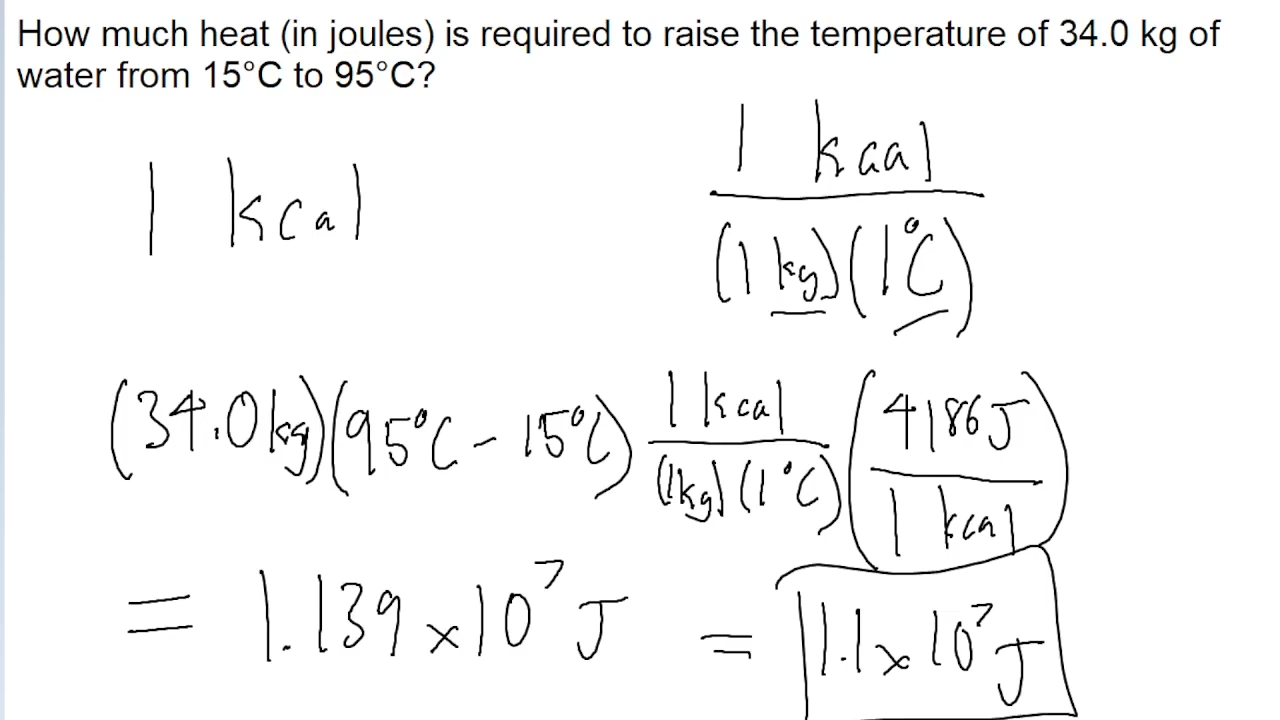 How much heat (in joules) is required to raise the temperature of 34.0 kg of
water from 15°C to 95°C?
1 kcal
1 kcal
(1 kg) (1°C)
(34.0 kg) (95°C - 15°C) 1 kcal (4186 J
(1 kg) (1°C) 1 kcal)
= 1.139 x 10⁷ J = 1.1 x 10⁷ J